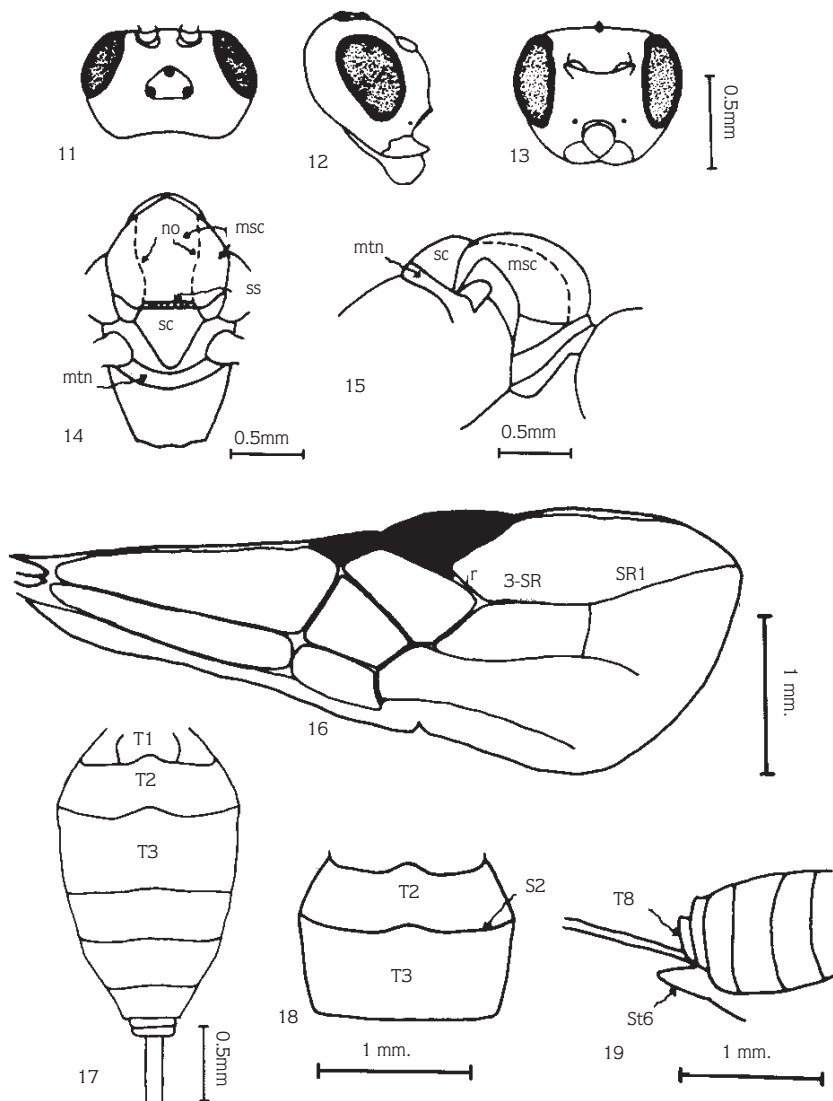 11
12
13
0.5mm
no
msc
ss
sc
mtn
14
0.5mm
mtn
sc
msc
15
0.5mm
r
3-SR
SR1
16
1 mm.
T1
T2
T3
17
0.5mm
T2
S2
T3
18
1 mm.
T8
St6
19
1 mm.